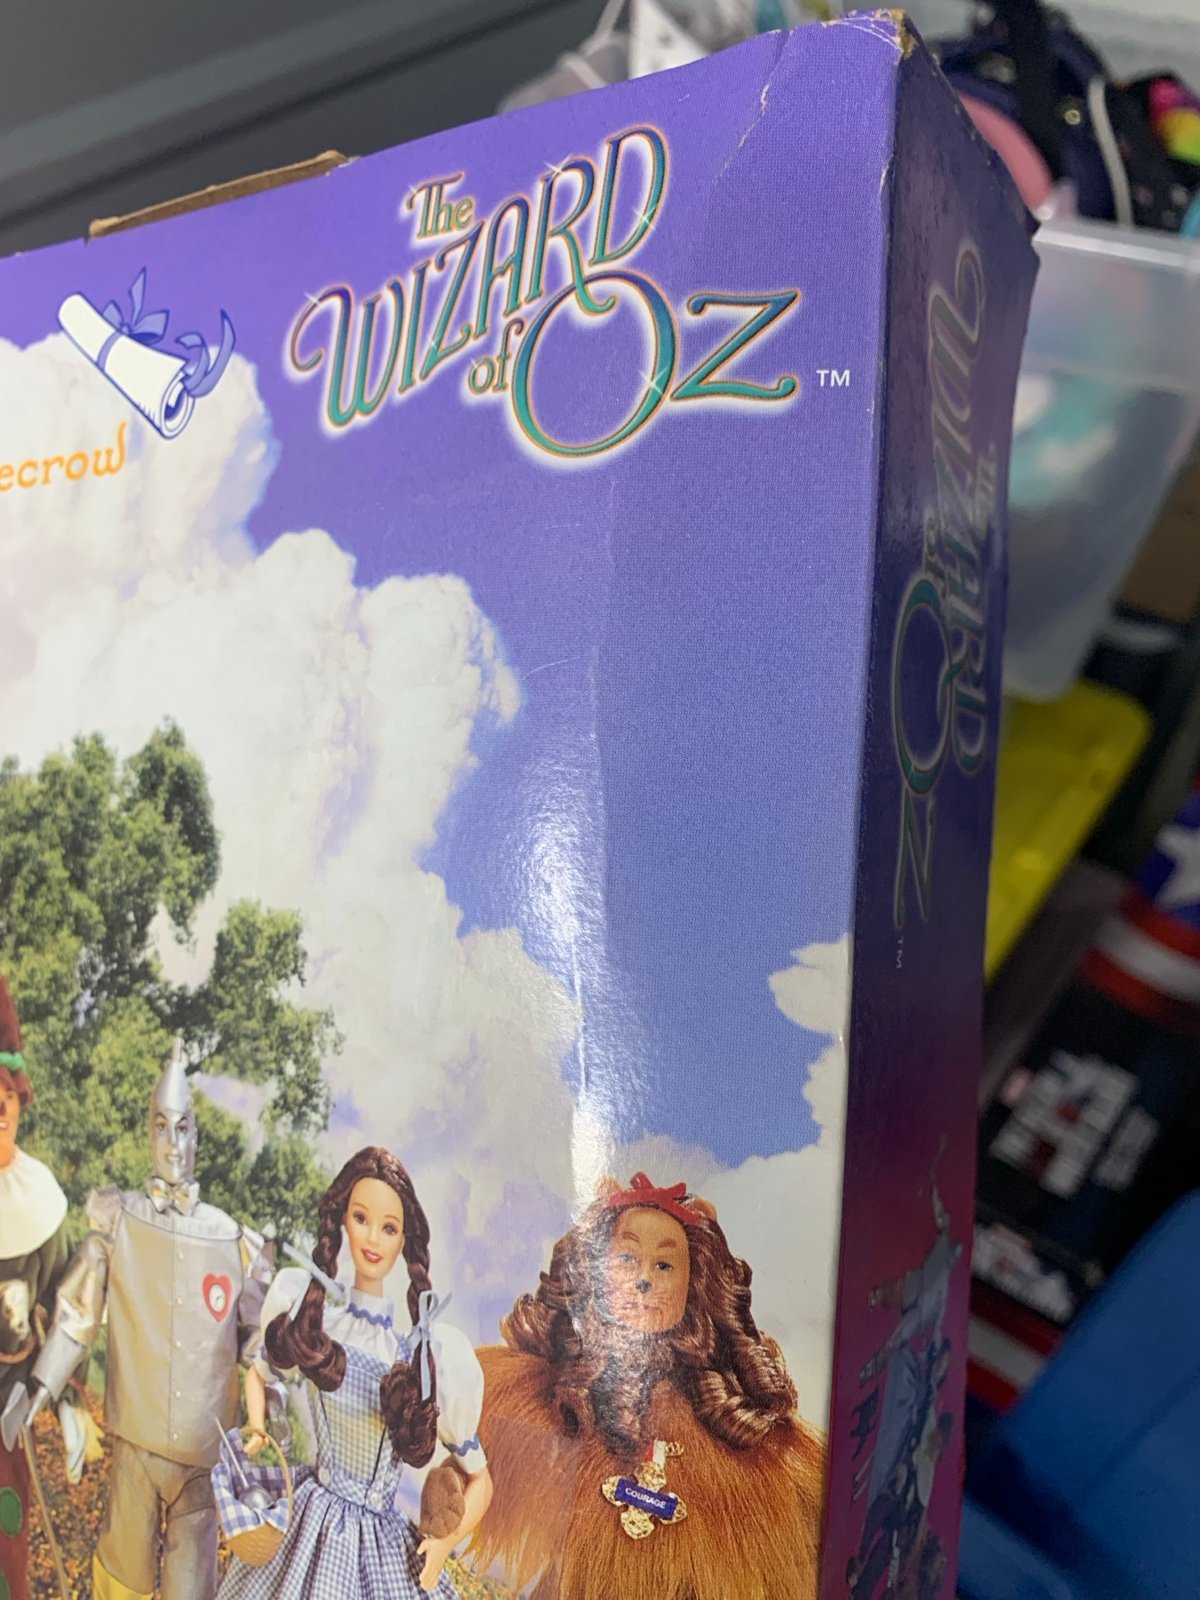 The
WIZARD
of OZ TM
ecrow
The
WIZARD
of OZ TM
COURAGE